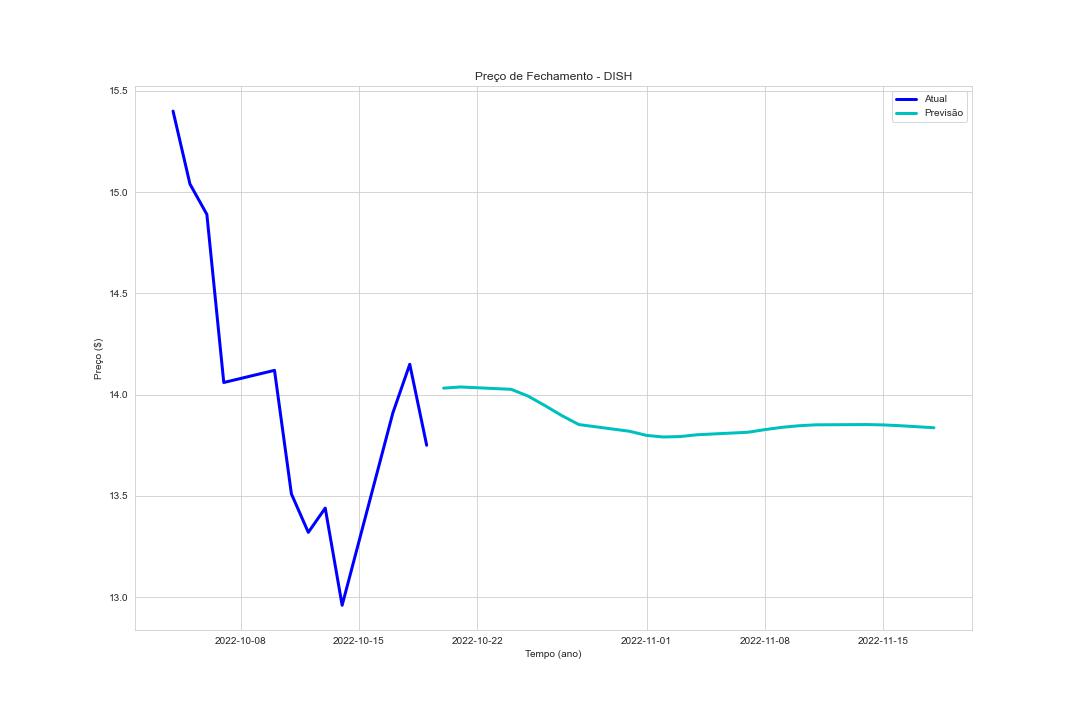 Preço de Fechamento - DISH
Atual
Previsão
Preço ($)
15.5
15.0
14.5
14.0
13.5
13.0
2022-10-08
2022-10-15
2022-10-22
2022-11-01
2022-11-08
2022-11-15
Tempo (ano)